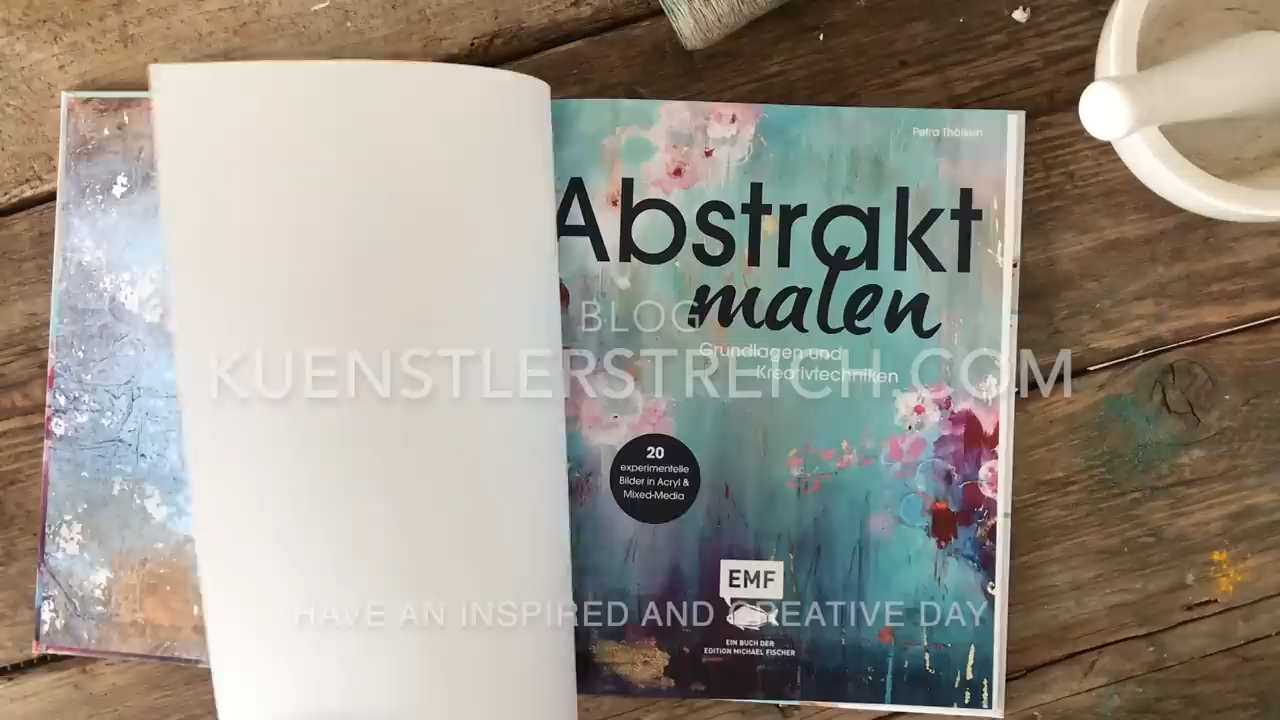 Petra Thölken
Abstrakt
malen
BLOG
Grundlagen und
KUENSTLERSTREICH.COM
Kreativtechniken
20
experimentelle
Bilder in Acryl &
Mixed-Media
EMF
HAVE AN INSPIRED AND CREATIVE DAY
EIN BUCH DER
EDITION MICHAEL FISCHER